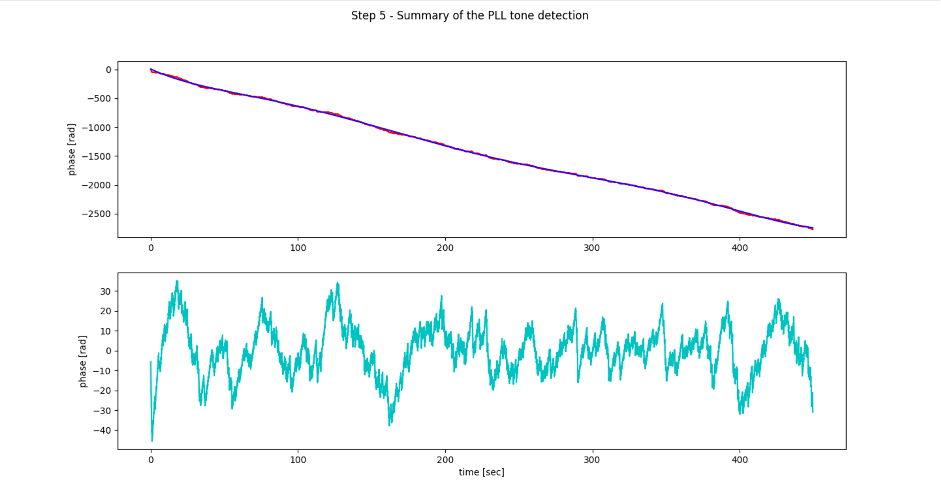 Step 5 - Summary of the PLL tone detection
0
−500
−1000
−1500
−2000
−2500
phase [rad]
0 100 200 300 400
30
20
10
0
−10
−20
−30
−40
phase [rad]
0 100 200 300 400
time [sec]